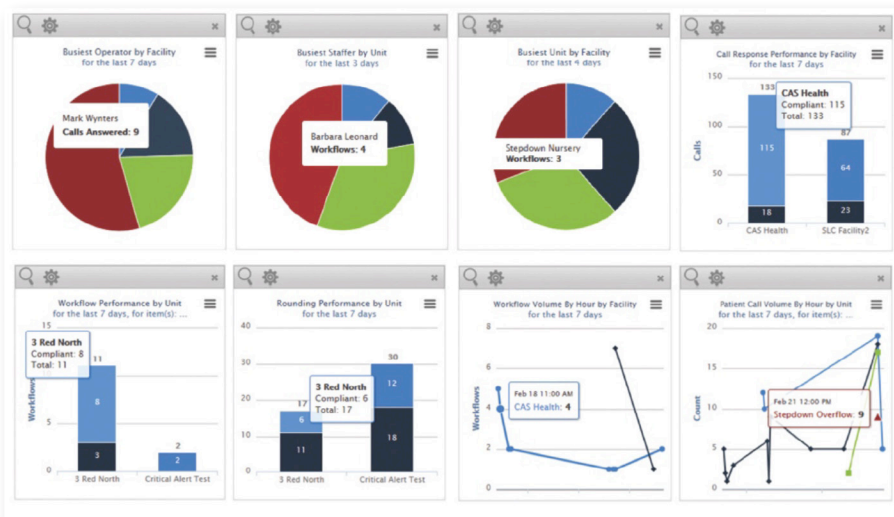 Busiest Operator by Facility
for the last 7 days
Mark Wynters
Calls Answered: 9
Busiest Staffer by Unit
for the last 3 days
Barbara Leonard
Workflows: 4
Busiest Unit by Facility
for the last 4 days
Stepdown Nursery
Workflows: 3
Call Response Performance by Facility
for the last 7 days
150
100
50
0
Calls
133
CAS Health
Compliant: 115
Total: 133
87
115
64
18
23
CAS Health
SLC Facility2
Workflow Performance by Unit
for the last 7 days, for item(s): ...
15
10
5
0
Workflows
3 Red North
Compliant: 8
Total: 11
11
8
3
2
2
3 Red North
Critical Alert Test
Rounding Performance by Unit
for the last 7 days
40
30
20
10
0
17
3 Red North
Compliant: 6
Total: 17
30
6
12
11
18
3 Red North
Critical Alert Test
Workflow Volume By Hour by Facility
for the last 7 days
8
6
4
2
0
Workflows
Feb 18 11:00 AM
CAS Health: 4
Patient Call Volume By Hour by Unit
for the last 7 days, for item(s): ...
20
15
10
5
0
Count
Feb 21 12:00 PM
Stepdown Overflow: 9